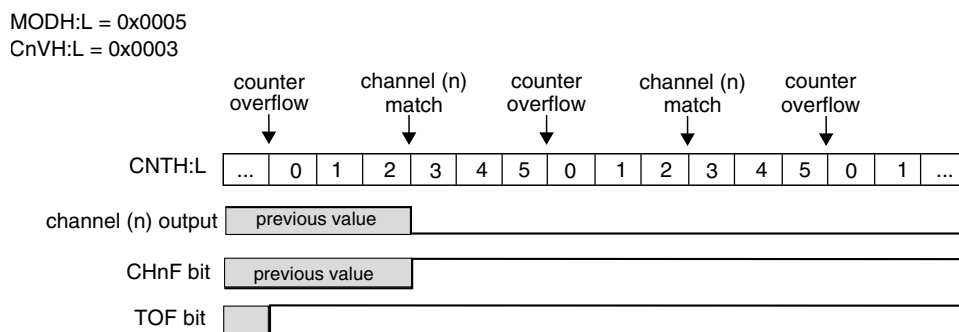 MODH:L = 0x0005
CnVH:L = 0x0003
counter overflow
channel (n) match
counter overflow
channel (n) match
counter overflow
CNTH:L ... 0 1 2 3 4 5 0 1 2 3 4 5 0 1 ...
channel (n) output previous value
CHnF bit previous value
TOF bit